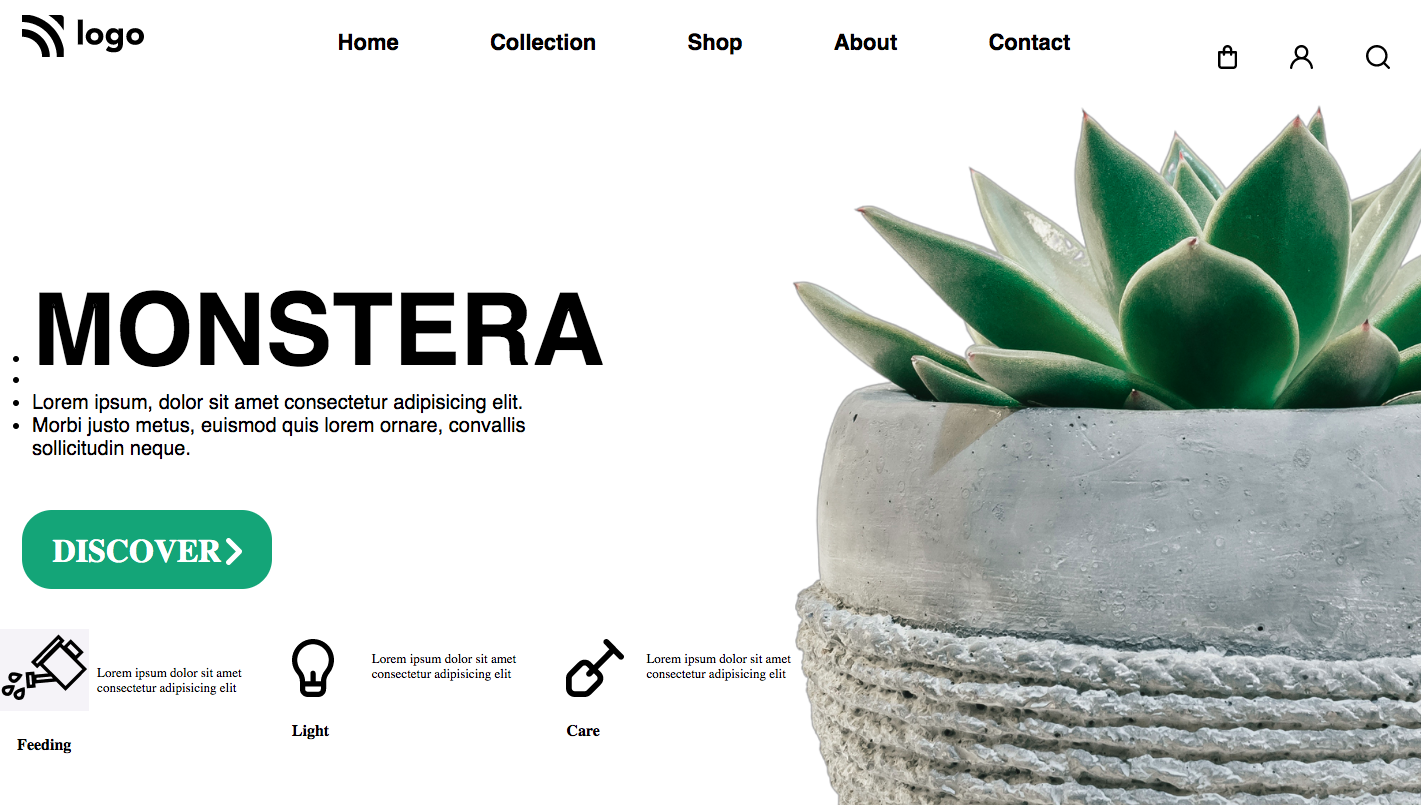 logo
Home Collection Shop About Contact
MONSTERA
Lorem ipsum, dolor sit amet consectetur adipisicing elit.
Morbi justo metus, euismod quis lorem ornare, convallis
sollicitudin neque.
DISCOVER
Lorem ipsum dolor sit amet
consectetur adipisicing elit
Feeding
Lorem ipsum dolor sit amet
consectetur adipisicing elit
Light
Lorem ipsum dolor sit amet
consectetur adipisicing elit
Care